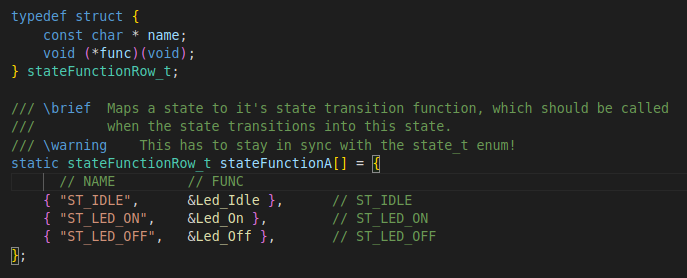 typedef struct {
    const char * name;
    void (*func)(void);
} stateFunctionRow_t;

/// \brief  Maps a state to it's state transition function, which should be called
///         when the state transitions into this state.
/// \warning    This has to stay in sync with the state_t enum!
static stateFunctionRow_t stateFunctionA[] = {
      // NAME         // FUNC
    { "ST_IDLE",      &Led_Idle },      // ST_IDLE
    { "ST_LED_ON",    &Led_On },        // ST_LED_ON
    { "ST_LED_OFF",   &Led_Off },       // ST_LED_OFF
};